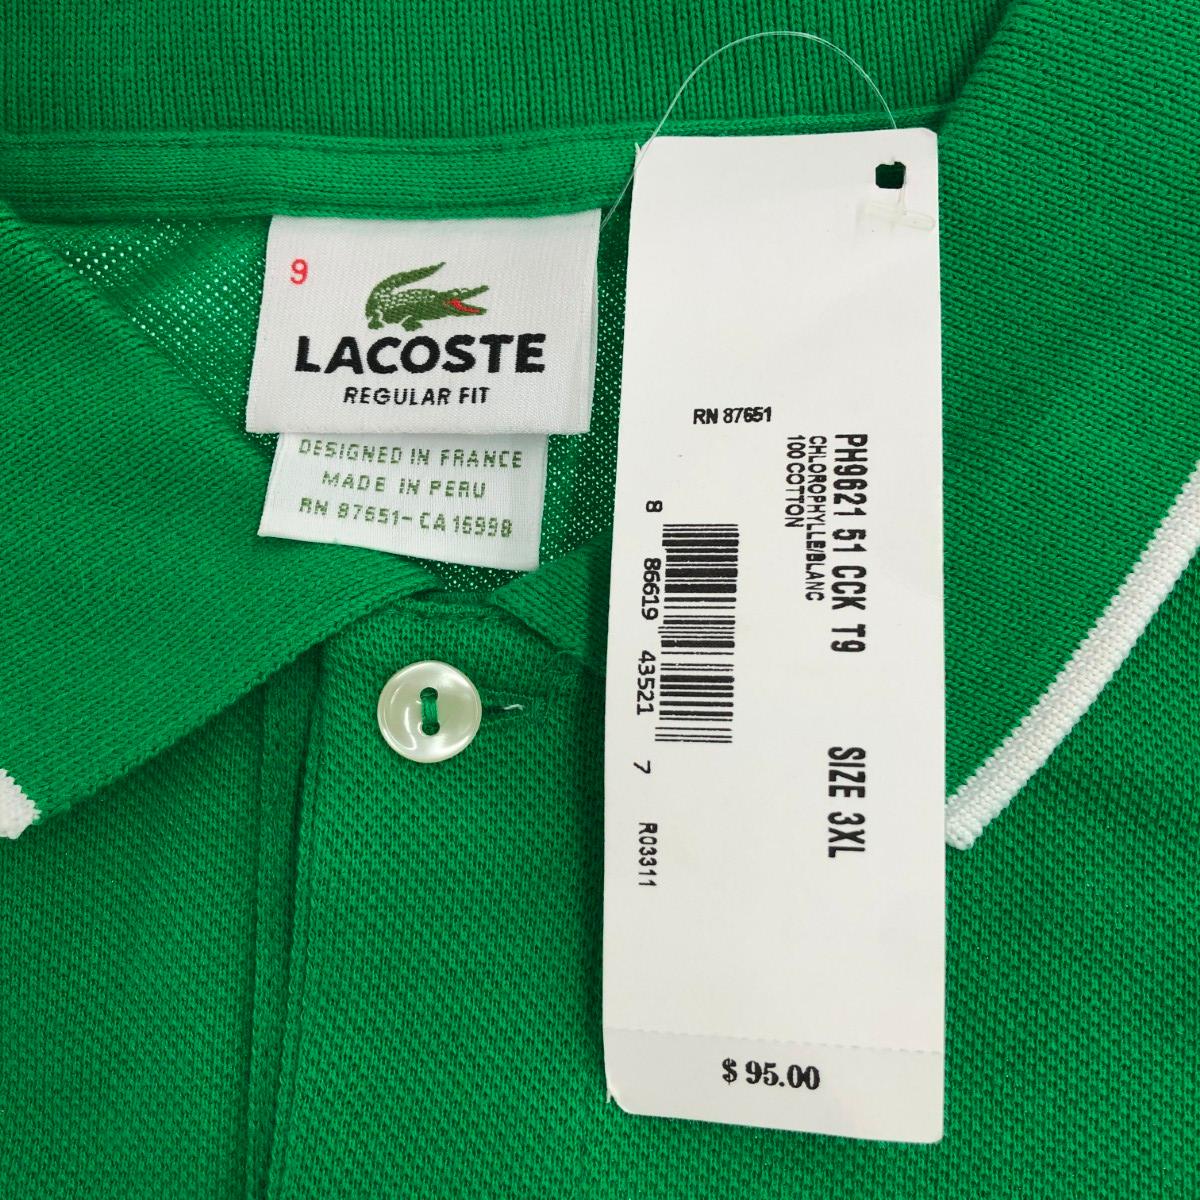 9
LACOSTE
REGULAR FIT
DESIGNED IN FRANCE
MADE IN PERU
RN 87651-CA 16998
RN 87651
PH9621 51 CCK T9 SIZE 3XL
CHLOROPHYLLE/BLANC
100 COTTON
8 86619 43521 7 R03311
$ 95.00